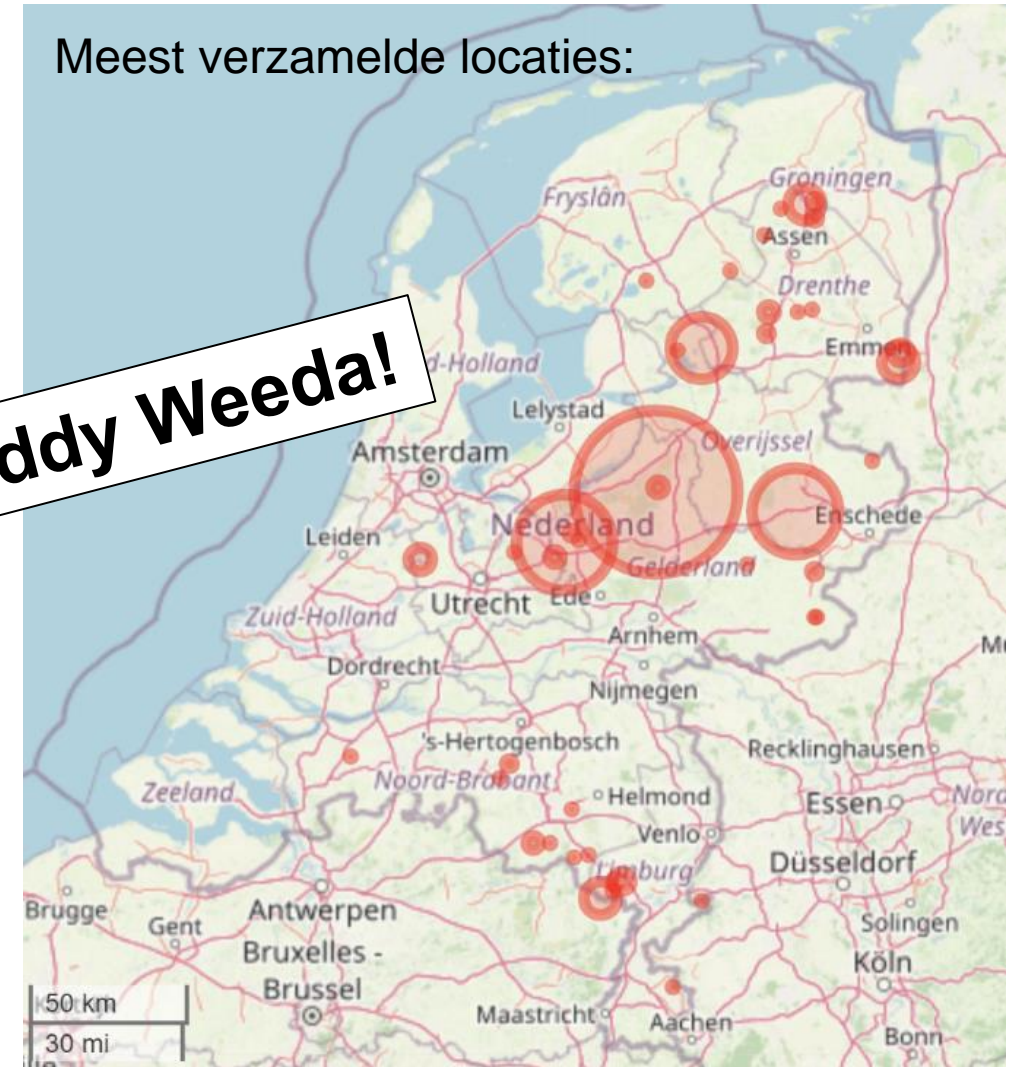 Meest verzamelde locaties:
Groningen
Fryslân
Assen
Drenthe
Emmen
d-Holland
ddy Weeda!
Lelystad
Overijssel
Amsterdam
Nederland
Enschede
Leiden
Gelderland
Utrecht
Ede
Zuid-Holland
Arnhem
Dordrecht
Nijmegen
's-Hertogenbosch
Recklinghausen
Zeeland
Noord-Brabant
Helmond
Essen
Nord
Wes
Venlo
Düsseldorf
Limburg
Brugge
Antwerpen
Gent
Solingen
Bruxelles -
Brussel
Köln
50 km
Maastricht
Aachen
30 mi
Bonn